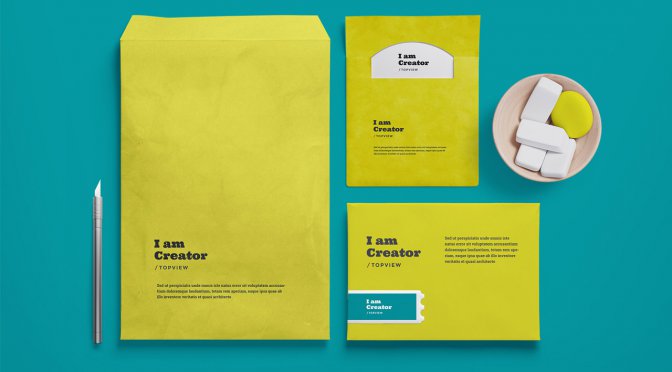 I am
Creator
/ TOPVIEW
I am
Creator
/ TOPVIEW
I am
Creator
/ TOPVIEW
Sed ut perspiciatis unde omnis iste natus error sit voluptatem accusan-
tium doloremque laudantium, totam rem aperiam, eaque ipsa quae ab
illo inventore veritatis et quasi architecto
I am
Creator
/ TOPVIEW
Sed ut perspiciatis unde omnis iste
natus error sit voluptatem accusantium
doloremque laudantium, totam rem ape-
riam, eaque ipsa quae ab illo inventore veritatis
et quasi architecto
I am
Creator
/ TOPVIEW